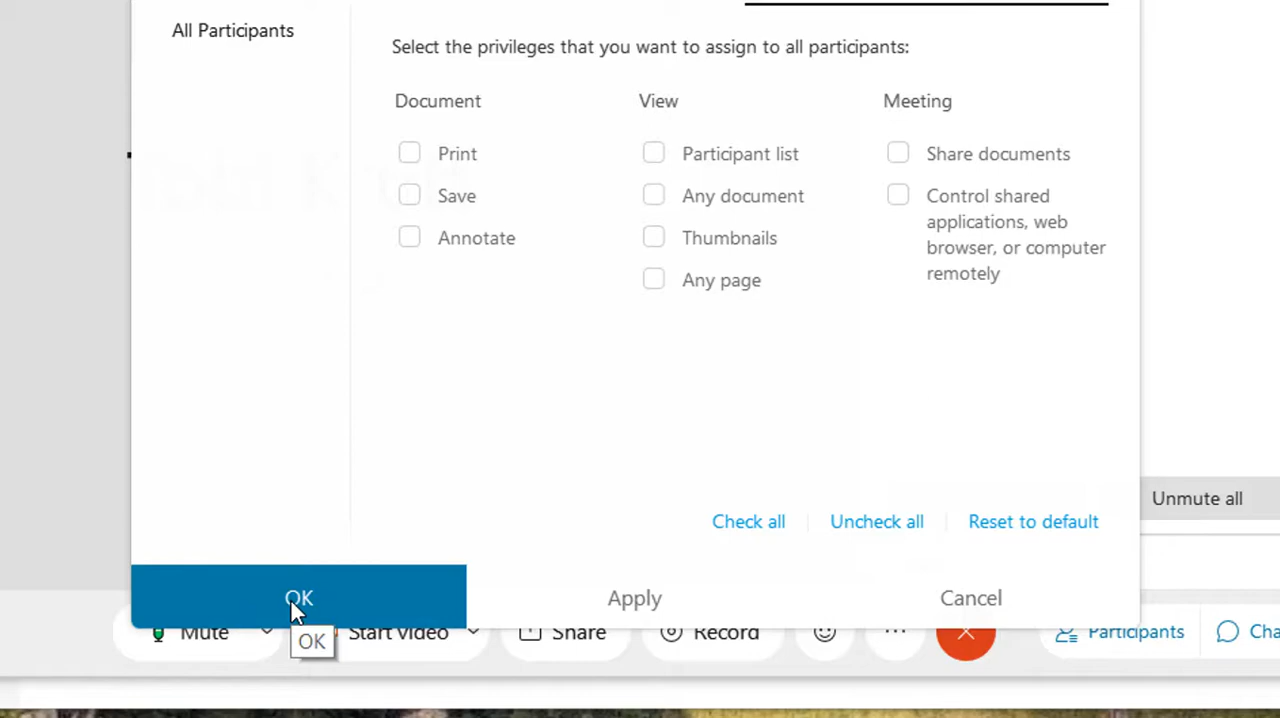 All Participants
Select the privileges that you want to assign to all participants:
Document
View
Meeting
Print
Participant list
Share documents
Save
Any document
Control shared
applications, web
browser, or computer
remotely
Annotate
Thumbnails
Any page
Unmute all
Check all
Uncheck all
Reset to default
OK
Apply
Cancel
Mute
OK
Start video
Share
Record
Participants
Cha